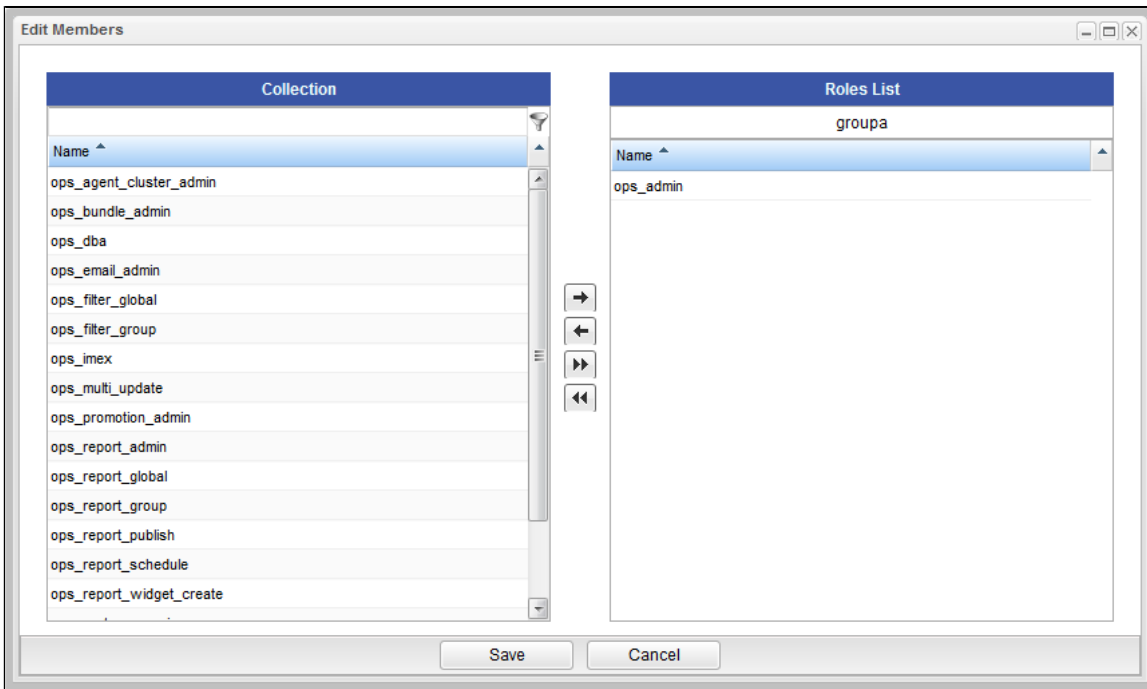 Edit Members
Collection
Name
ops_agent_cluster_admin
ops_bundle_admin
ops_dba
ops_email_admin
ops_filter_global
ops_filter_group
ops_imex
ops_multi_update
ops_promotion_admin
ops_report_admin
ops_report_global
ops_report_group
ops_report_publish
ops_report_schedule
ops_report_widget_create
Roles List
groupa
Name
ops_admin
Save Cancel